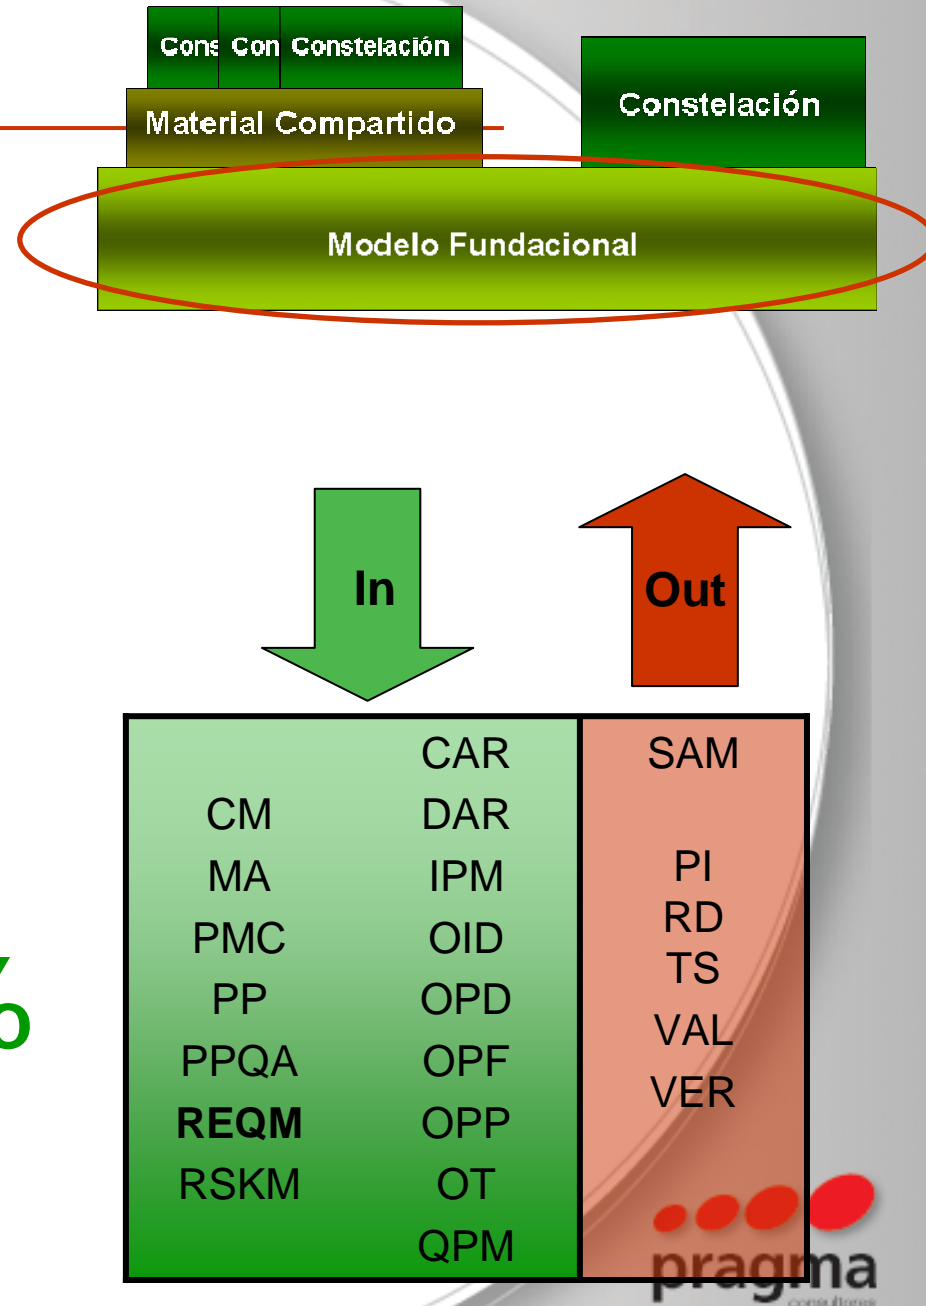 Cons Con Constelación
Constelación
Material Compartido
Modelo Fundacional
In
Out
CAR
SAM
CM
DAR
MA
IPM
PI
RD
PMC
OID
TS
PP
OPD
VAL
PPQA
OPF
VER
REQM
OPP
RSKM
OT
QPM
%
pragma
consultores